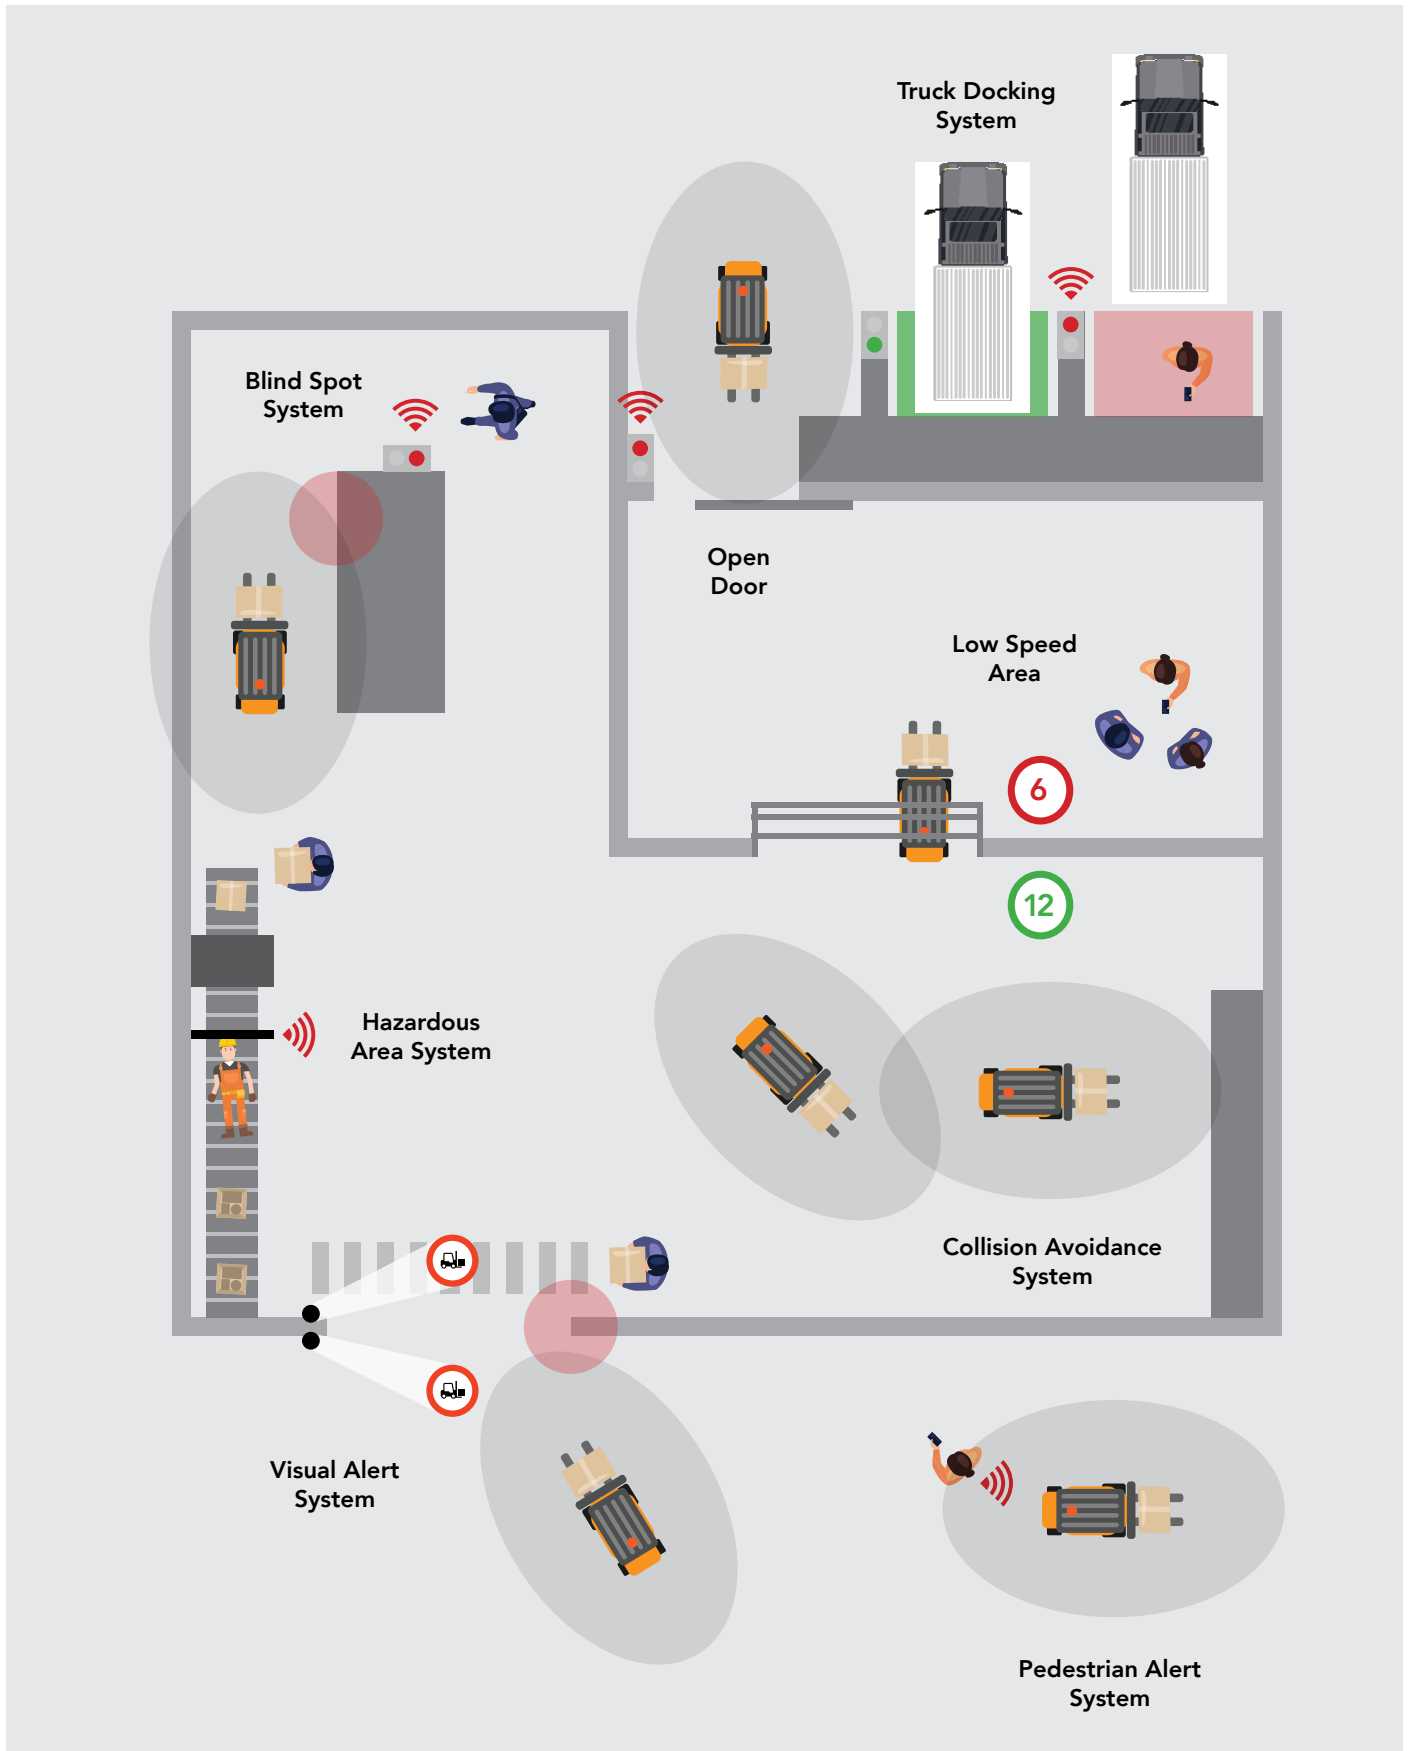 Truck Docking
System
Blind Spot
System
Open
Door
Low Speed
Area
6
12
Hazardous
Area System
Collision Avoidance
System
Visual Alert
System
Pedestrian Alert
System